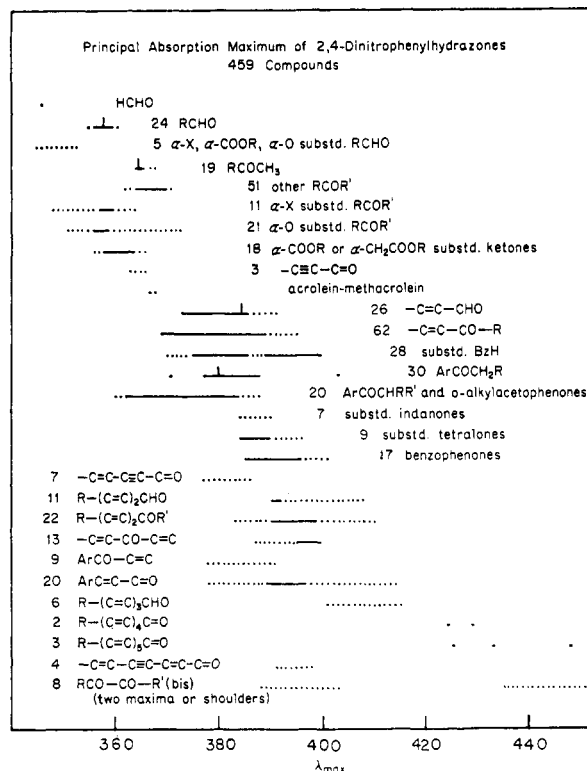 Principal Absorption Maximum of 2,4-Dinitrophenylhydrazones
459 Compounds
HCHO
24 RCHO
5 α-X, α-COOR, α-O substd. RCHO
19 RCOCH₃
51 other RCOR'
11 α-X substd. RCOR'
21 α-O substd. RCOR'
18 α-COOR or α-CH₂COOR substd. ketones
3 –C≡C–C=O
acrolein-methacrolein
26 –C=C–CHO
62 –C=C–CO–R
28 substd. BzH
30 ArCOCH₂R
20 ArCOCHRR' and o-alkylacetophenones
7 substd. indanones
9 substd. tetralones
17 benzophenones
7 –C=C–C≡C–C=O
11 R–(C=C)₂CHO
22 R–(C=C)₂COR'
13 –C=C–CO–C=C
9 ArCO–C=C
20 ArC=C–C=O
6 R–(C=C)₃CHO
2 R–(C=C)₄C=O
3 R–(C=C)₅C=O
4 –C=C–C≡C–C=C–C=O
8 RCO–CO–R'(bis)
(two maxima or shoulders)
360 380 400 420 440
λmax